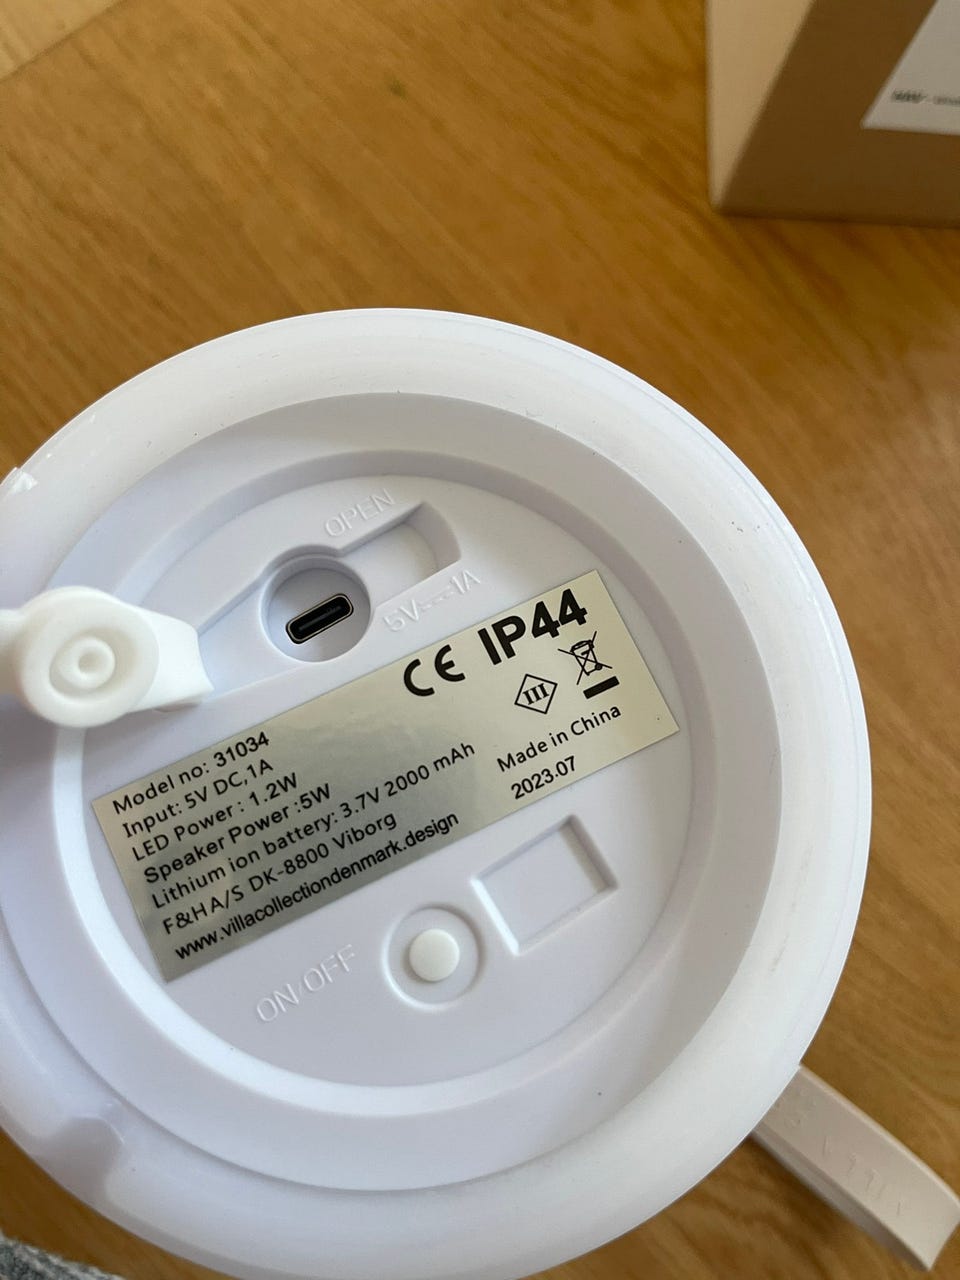 OPEN
5V⎓1A
CE IP44
III
Model no: 31034
Input: 5V DC,1A
LED Power: 1.2W
Speaker Power:5W
Lithium ion battery: 3.7V 2000 mAh
F&H A/S DK-8800 Viborg
www.villacollectiondenmark.design
Made in China
2023.07
ON/OFF